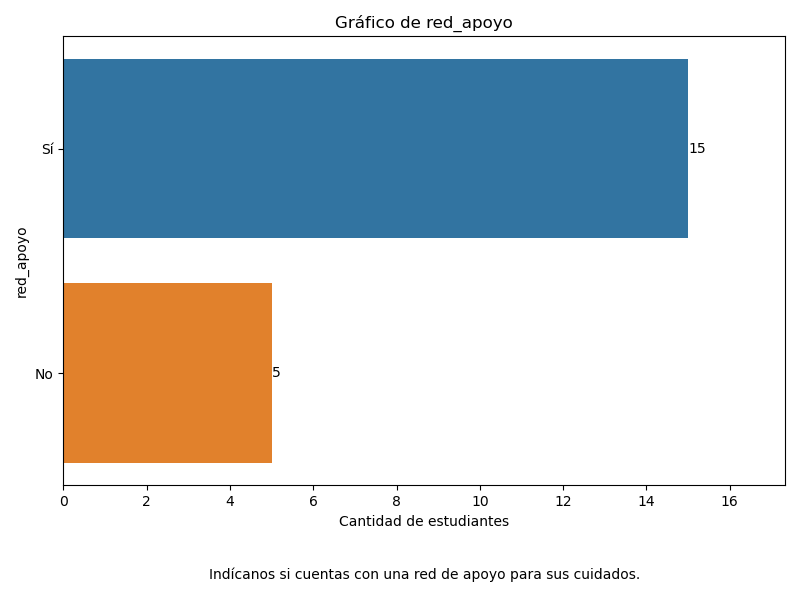 Gráfico de red_apoyo
Sí
15
red_apoyo
No
5
0 2 4 6 8 10 12 14 16
Cantidad de estudiantes
Indícanos si cuentas con una red de apoyo para sus cuidados.